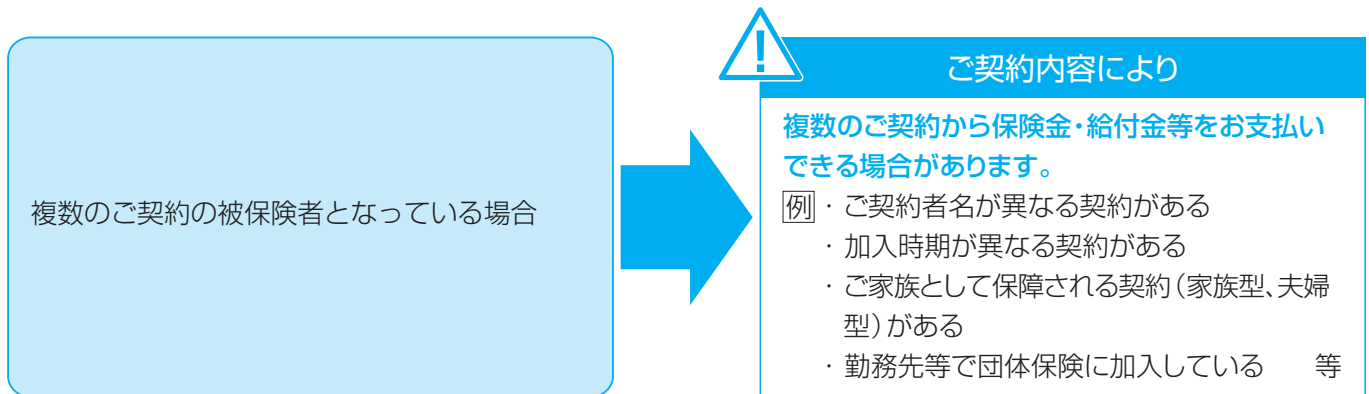 複数のご契約の被保険者となっている場合
!
ご契約内容により
複数のご契約から保険金・給付金等をお支払い
できる場合があります。
例・ご契約者名が異なる契約がある
・加入時期が異なる契約がある
・ご家族として保障される契約(家族型、夫婦
型)がある
・勤務先等で団体保険に加入している　等